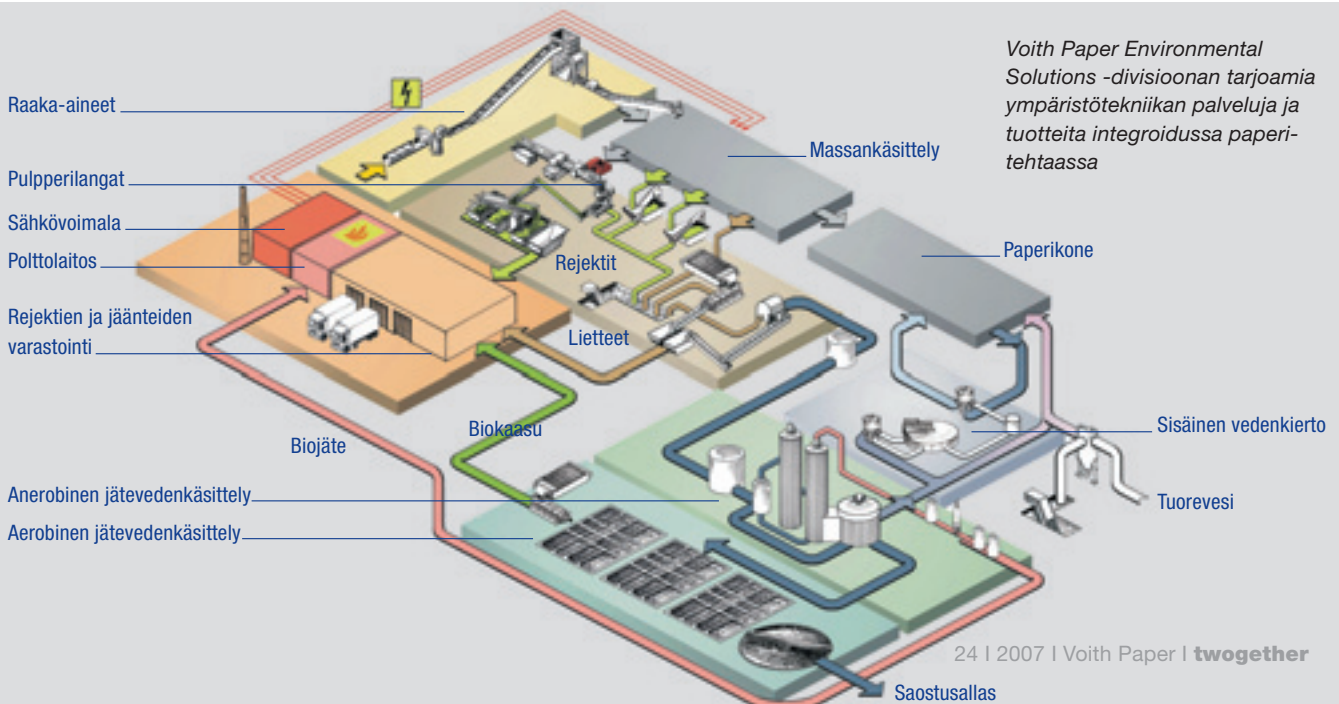 Voith Paper Environmental
Solutions -divisioonan tarjoamia
ympäristötekniikan palveluja ja
tuotteita integroidussa paperi-
tehtaassa
Raaka-aineet
Massankäsittely
Pulpperilangat
Sähkövoimala
Paperikone
Polttolaitos
Rejektit
Rejektien ja jäänteiden
varastointi
Lietteet
Sisäinen vedenkierto
Biokaasu
Biojäte
Anerobinen jätevedenkäsittely
Tuorevesi
Aerobinen jätevedenkäsittely
24 I 2007 I Voith Paper I twogether
Saostusallas